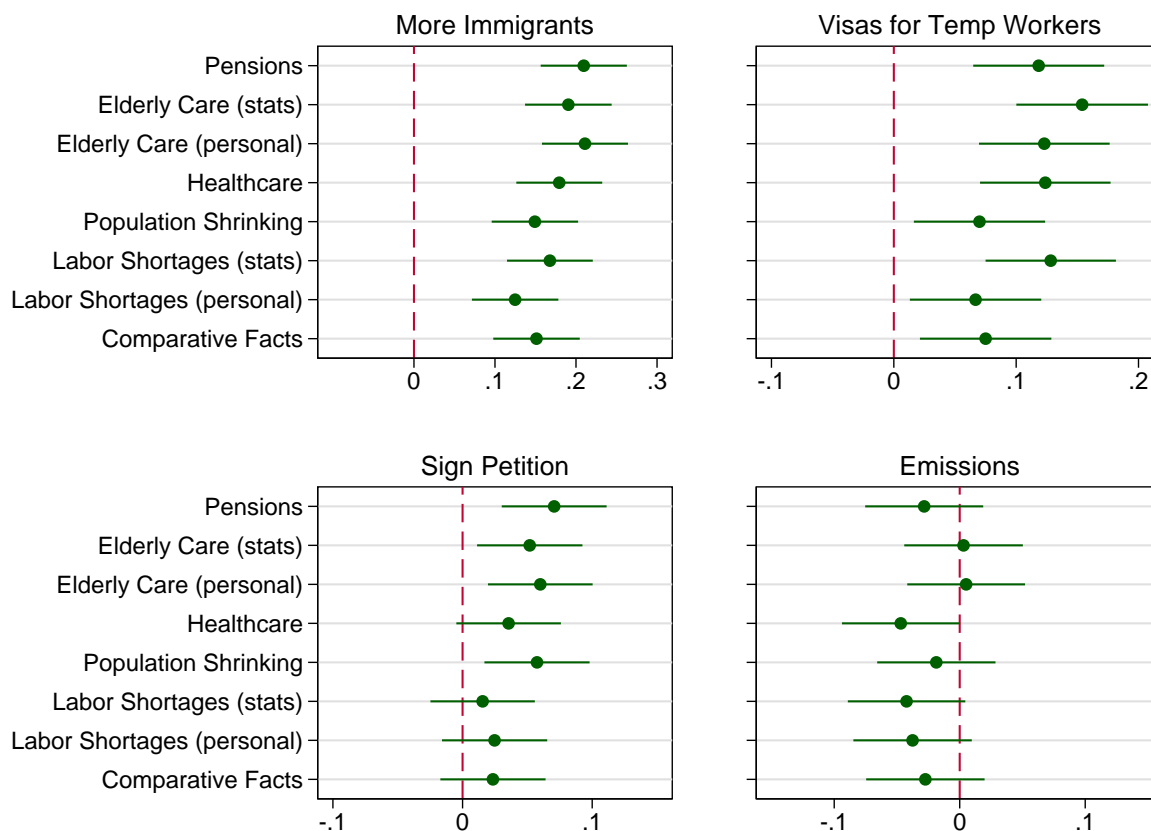 More Immigrants
Pensions
Elderly Care (stats)
Elderly Care (personal)
Healthcare
Population Shrinking
Labor Shortages (stats)
Labor Shortages (personal)
Comparative Facts
0 .1 .2 .3
Visas for Temp Workers
-.1 0 .1 .2
Sign Petition
Pensions
Elderly Care (stats)
Elderly Care (personal)
Healthcare
Population Shrinking
Labor Shortages (stats)
Labor Shortages (personal)
Comparative Facts
-.1 0 .1
Emissions
-.1 0 .1